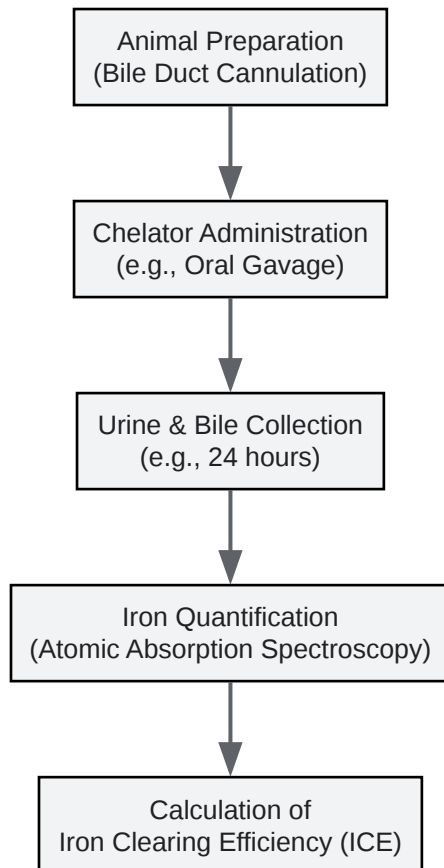 Animal Preparation
(Bile Duct Cannulation)
Chelator Administration
(e.g., Oral Gavage)
Urine & Bile Collection
(e.g., 24 hours)
Iron Quantification
(Atomic Absorption Spectroscopy)
Calculation of
Iron Clearing Efficiency (ICE)